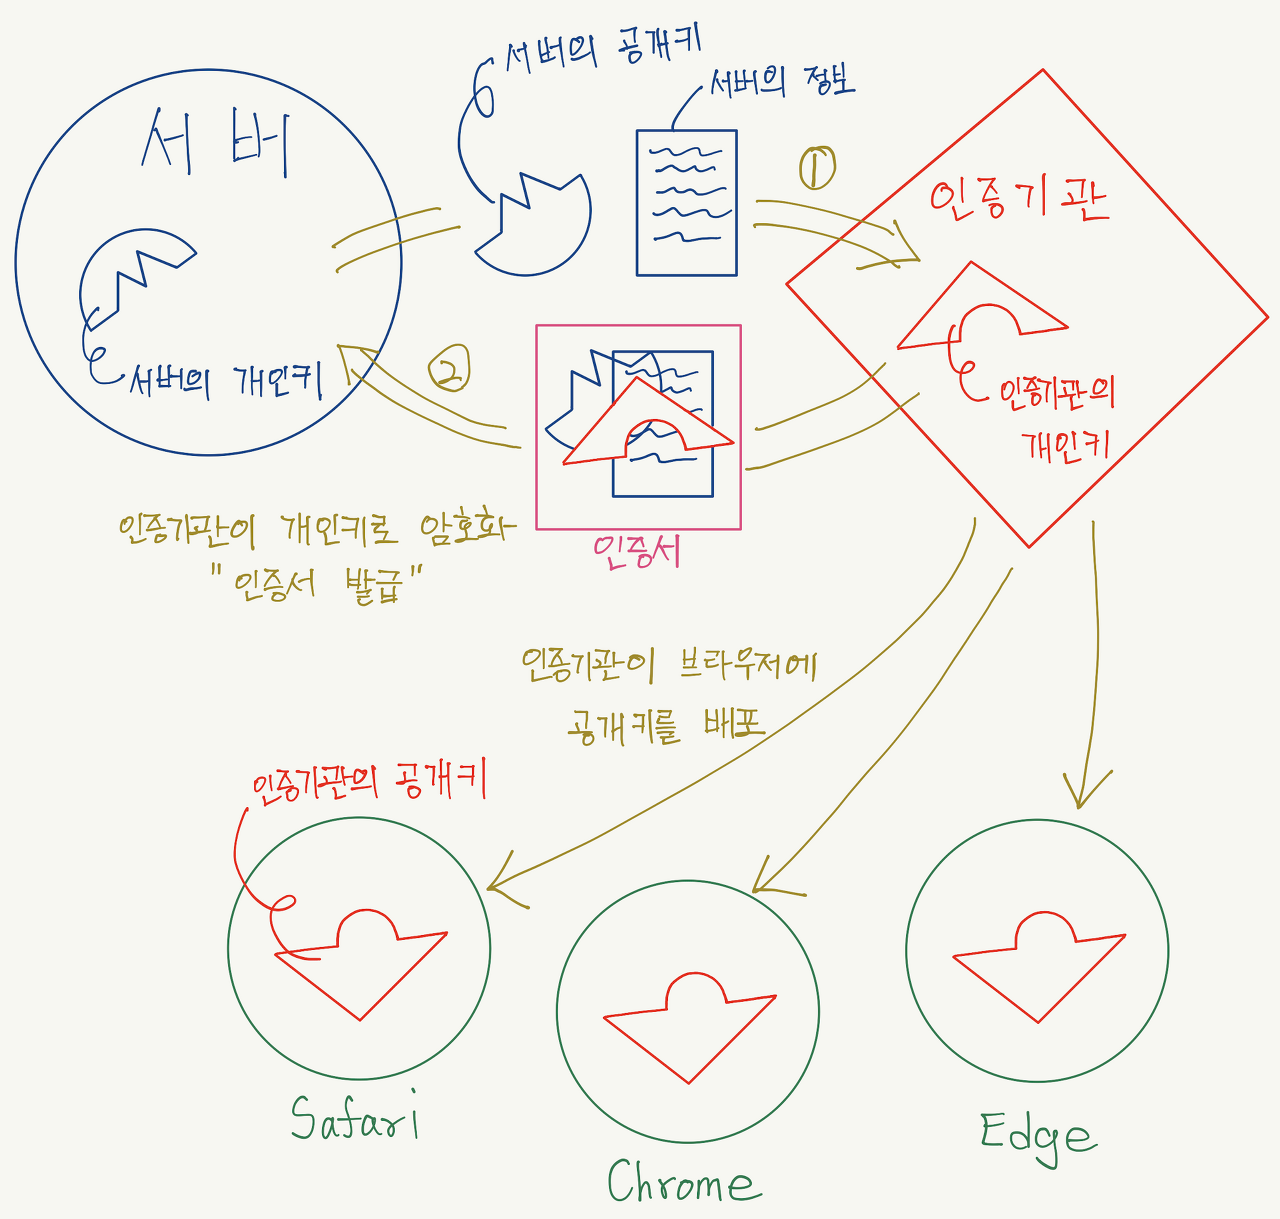 서버의 공개키
서버의 정보
서버
①
인증기관
서버의 개인키
②
인증기관의
개인키
인증기관이 개인키로 암호화
"인증서 발급"
인증서
인증기관이 브라우저에
공개키를 배포
인증기관의 공개키
Safari
Chrome
Edge